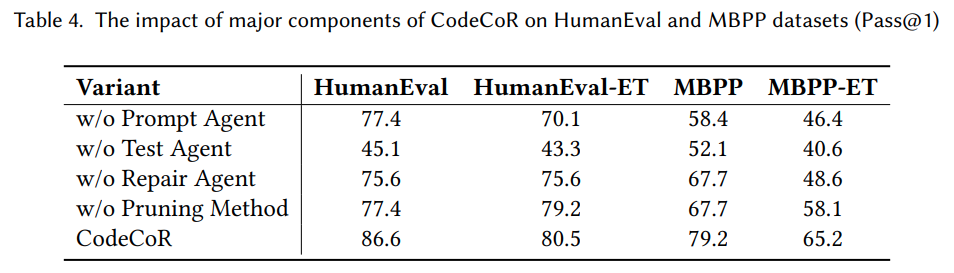 Table 4. The impact of major components of CodeCoR on HumanEval and MBPP datasets (Pass@1)
Variant HumanEval HumanEval-ET MBPP MBPP-ET
w/o Prompt Agent 77.4 70.1 58.4 46.4
w/o Test Agent 45.1 43.3 52.1 40.6
w/o Repair Agent 75.6 75.6 67.7 48.6
w/o Pruning Method 77.4 79.2 67.7 58.1
CodeCoR 86.6 80.5 79.2 65.2